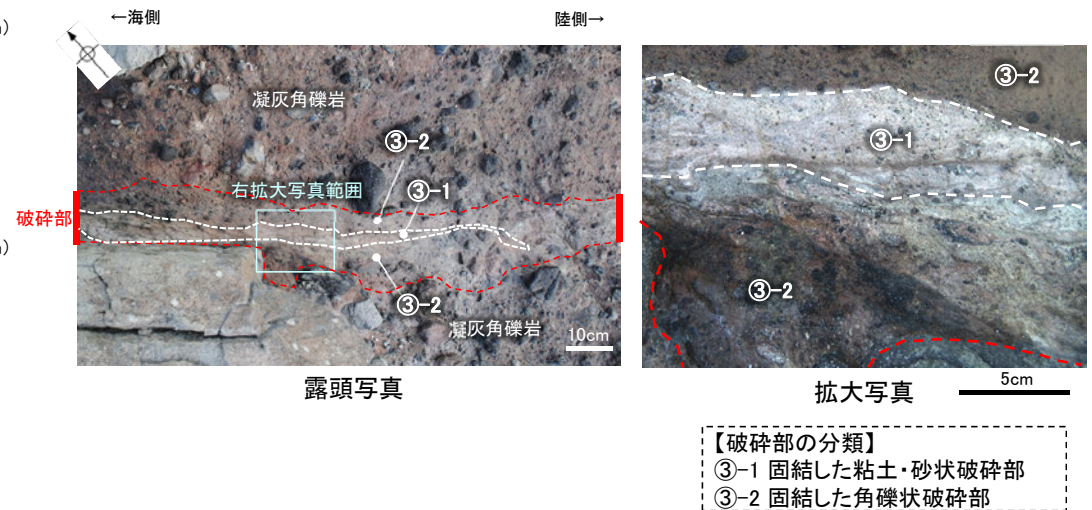 ←海側
陸側→
)
凝灰角礫岩
③-2
③-1
右拡大写真範囲
破砕部
)
③-2
凝灰角礫岩
10cm
露頭写真
③-2
③-1
③-2
拡大写真
5cm
【破砕部の分類】
③-1 固結した粘土・砂状破砕部
③-2 固結した角礫状破砕部